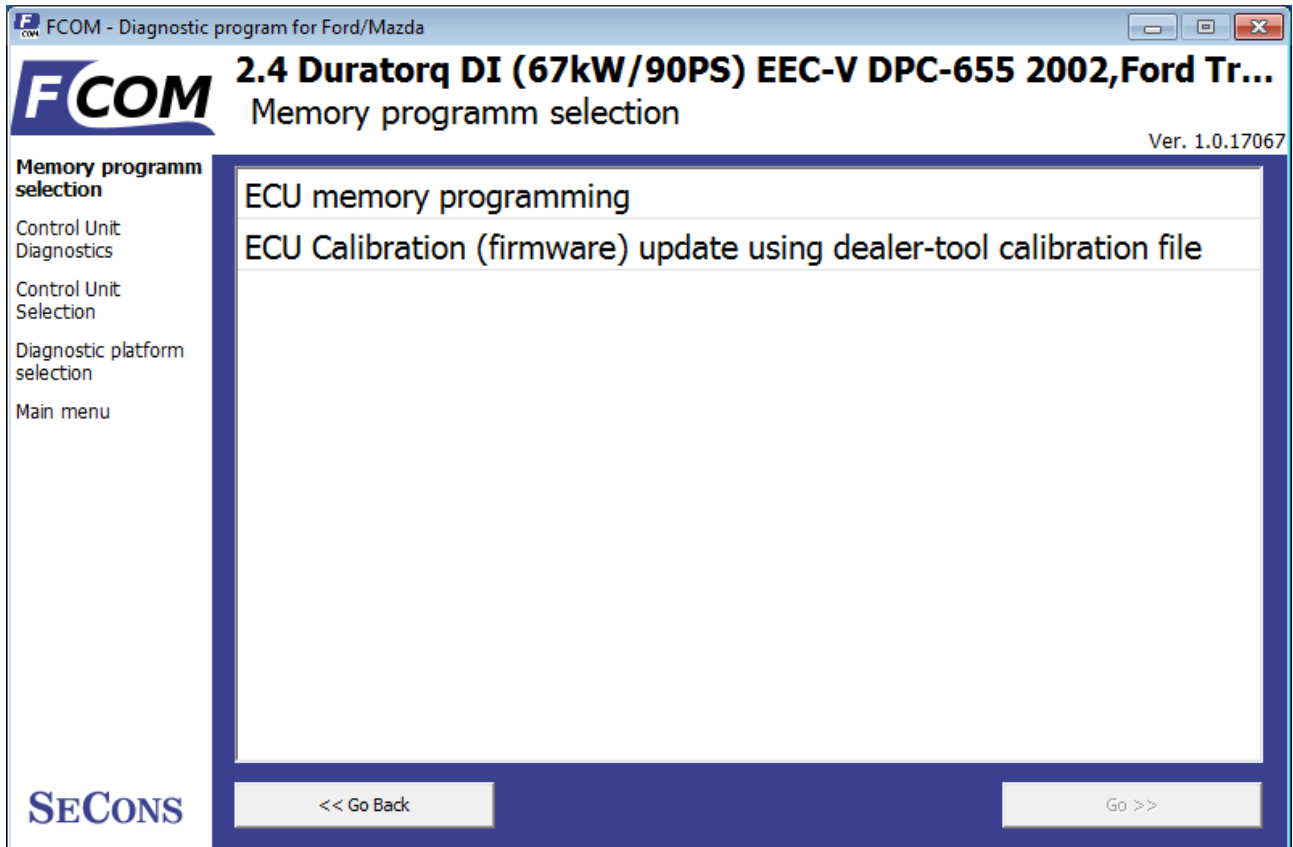 FCOM - Diagnostic program for Ford/Mazda
FCOM
2.4 Duratorq DI (67kW/90PS) EEC-V DPC-655 2002,Ford Tr...
Memory programm selection
Ver. 1.0.17067
Memory programm
selection
Control Unit
Diagnostics
Control Unit
Selection
Diagnostic platform
selection
Main menu
ECU memory programming
ECU Calibration (firmware) update using dealer-tool calibration file
SECONS
<< Go Back
Go >>